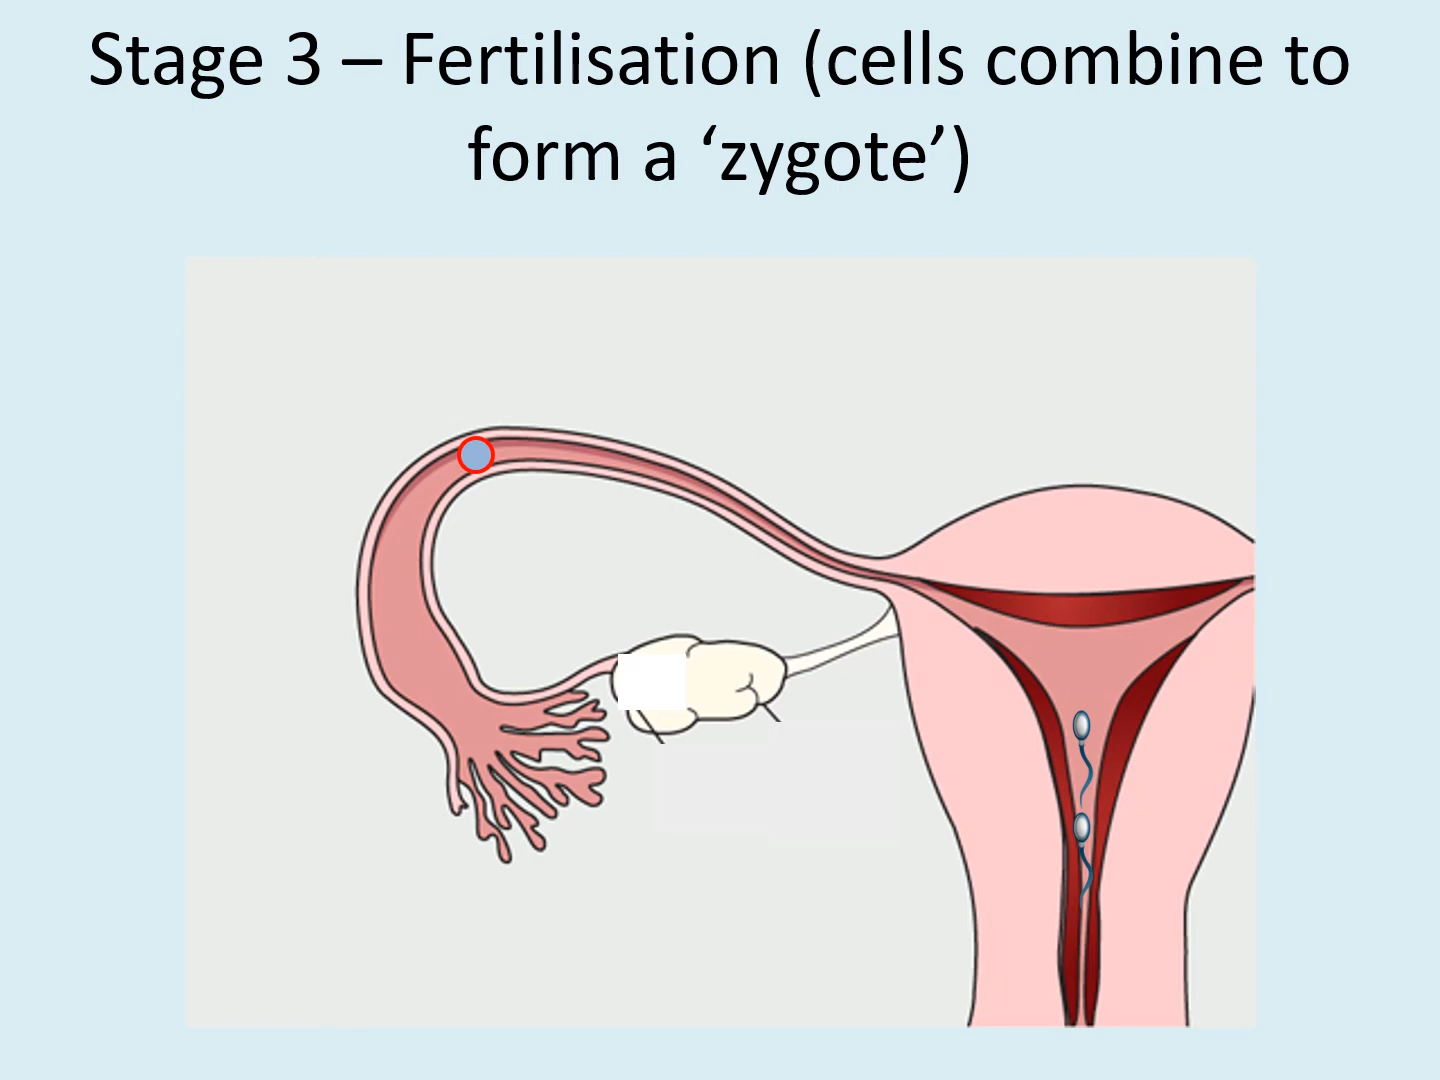 Stage 3 – Fertilisation (cells combine to
form a ‘zygote’)